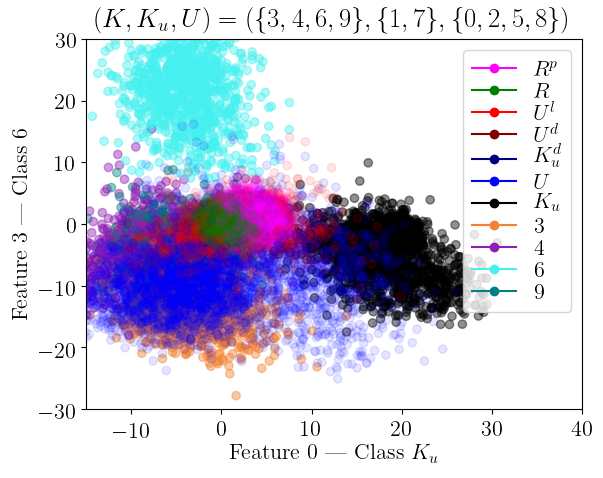 (K, K_u, U) = ({3, 4, 6, 9}, {1, 7}, {0, 2, 5, 8})
R^p
R
U^l
U^d
K_u^d
U
K_u
3
4
6
9
30
20
10
0
−10
−20
−30
Feature 3 — Class 6
−10 0 10 20 30 40
Feature 0 — Class K_u